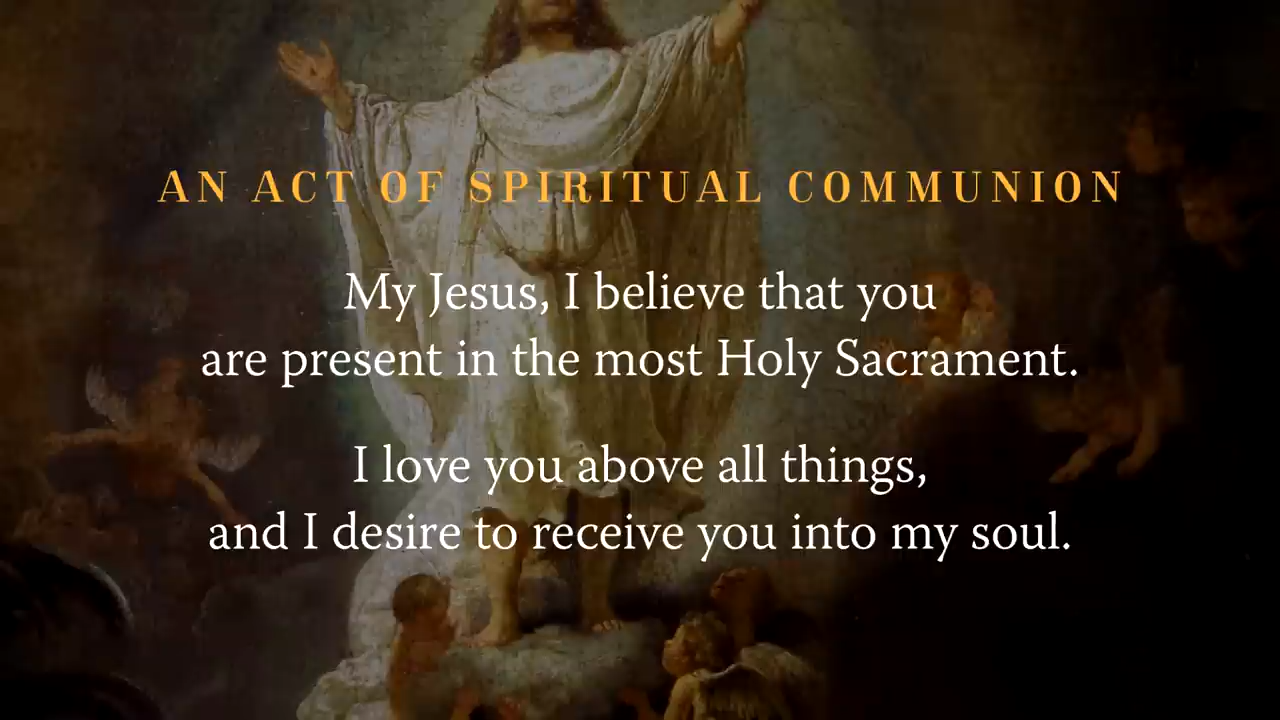 AN ACT OF SPIRITUAL COMMUNION
My Jesus, I believe that you
are present in the most Holy Sacrament.
I love you above all things,
and I desire to receive you into my soul.